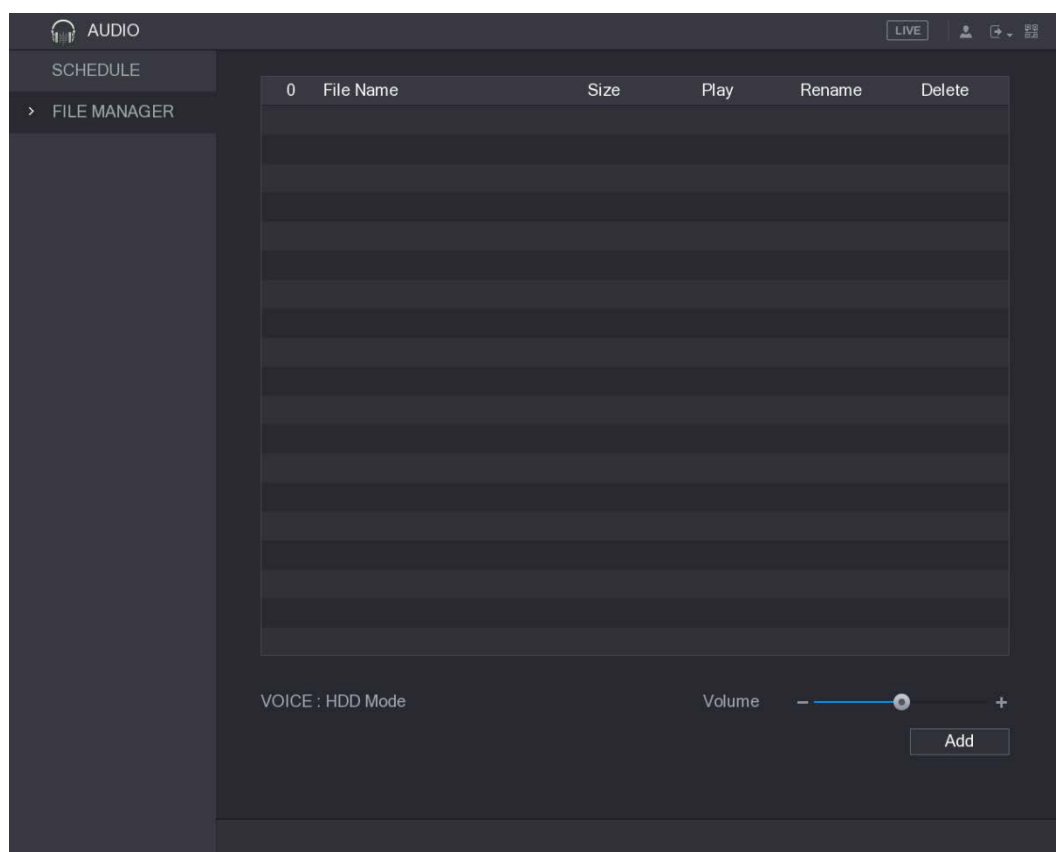 AUDIO LIVE
SCHEDULE
FILE MANAGER
0 File Name Size Play Rename Delete
VOICE : HDD Mode Volume
Add